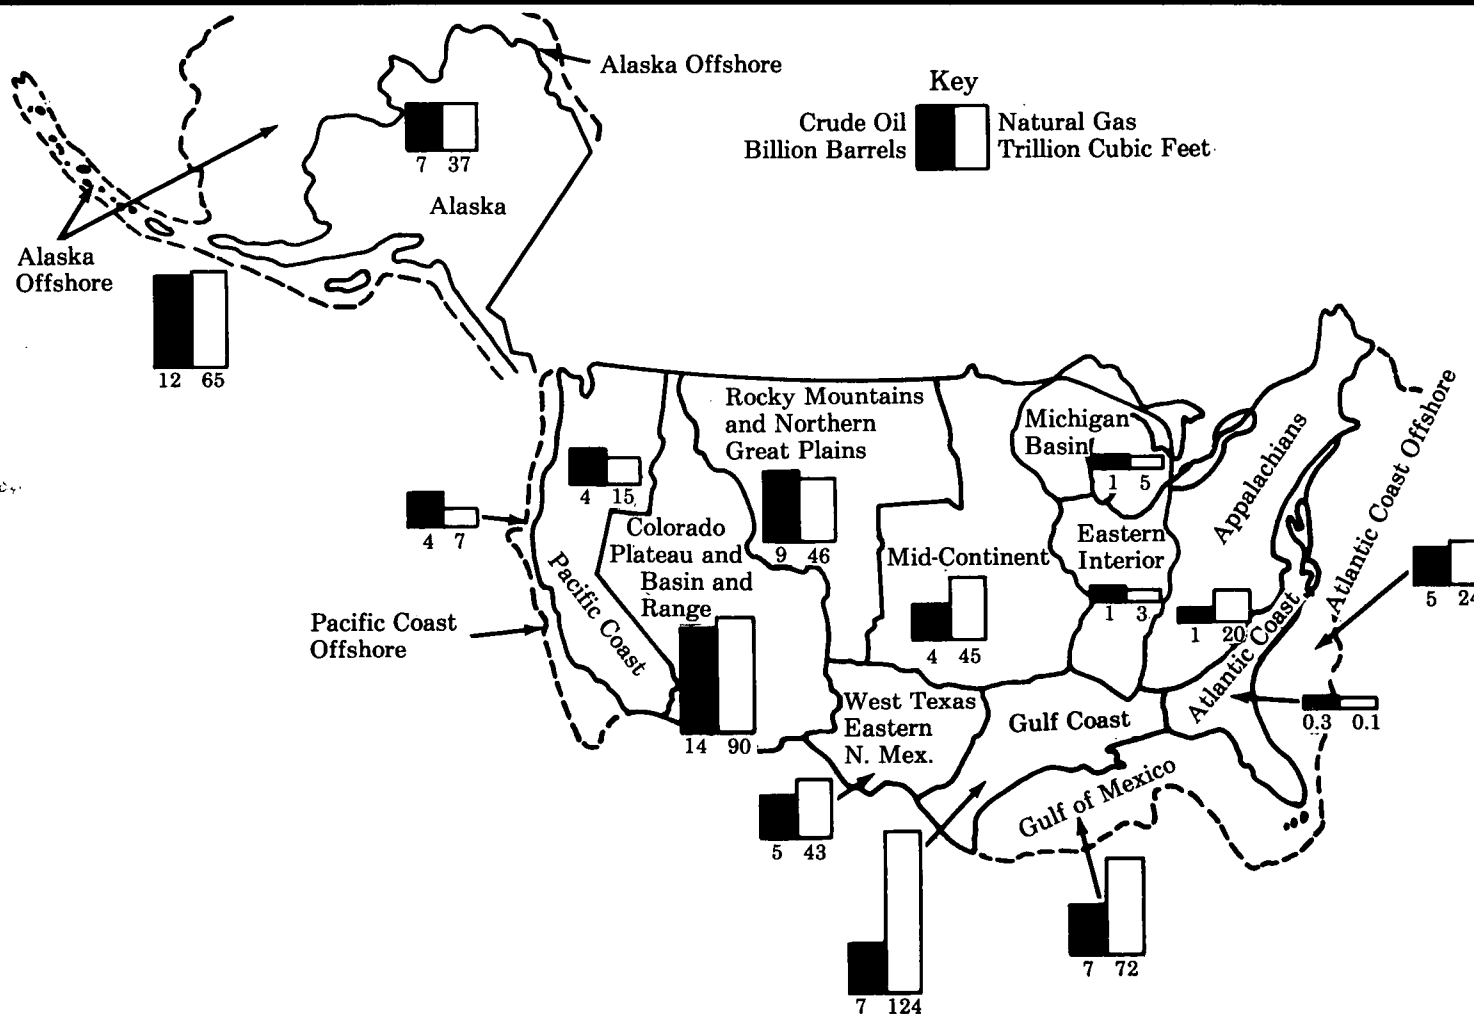 Alaska Offshore
Key
Crude Oil
Billion Barrels
Natural Gas
Trillion Cubic Feet
7 37
Alaska
Alaska
Offshore
12 65
Rocky Mountains
and Northern
Great Plains
9 46
Michigan
Basin
1 5
Appalachians
1 20
Atlantic Coast Offshore
5 24
4 15
4 7
Colorado
Plateau and
Basin and
Range
14 90
Pacific Coast
Pacific Coast
Offshore
Mid-Continent
4 45
Eastern
Interior
1 3
Atlantic Coast
0.3 0.1
West Texas
Eastern
N. Mex.
5 43
Gulf Coast
7 124
Gulf of Mexico
7 72